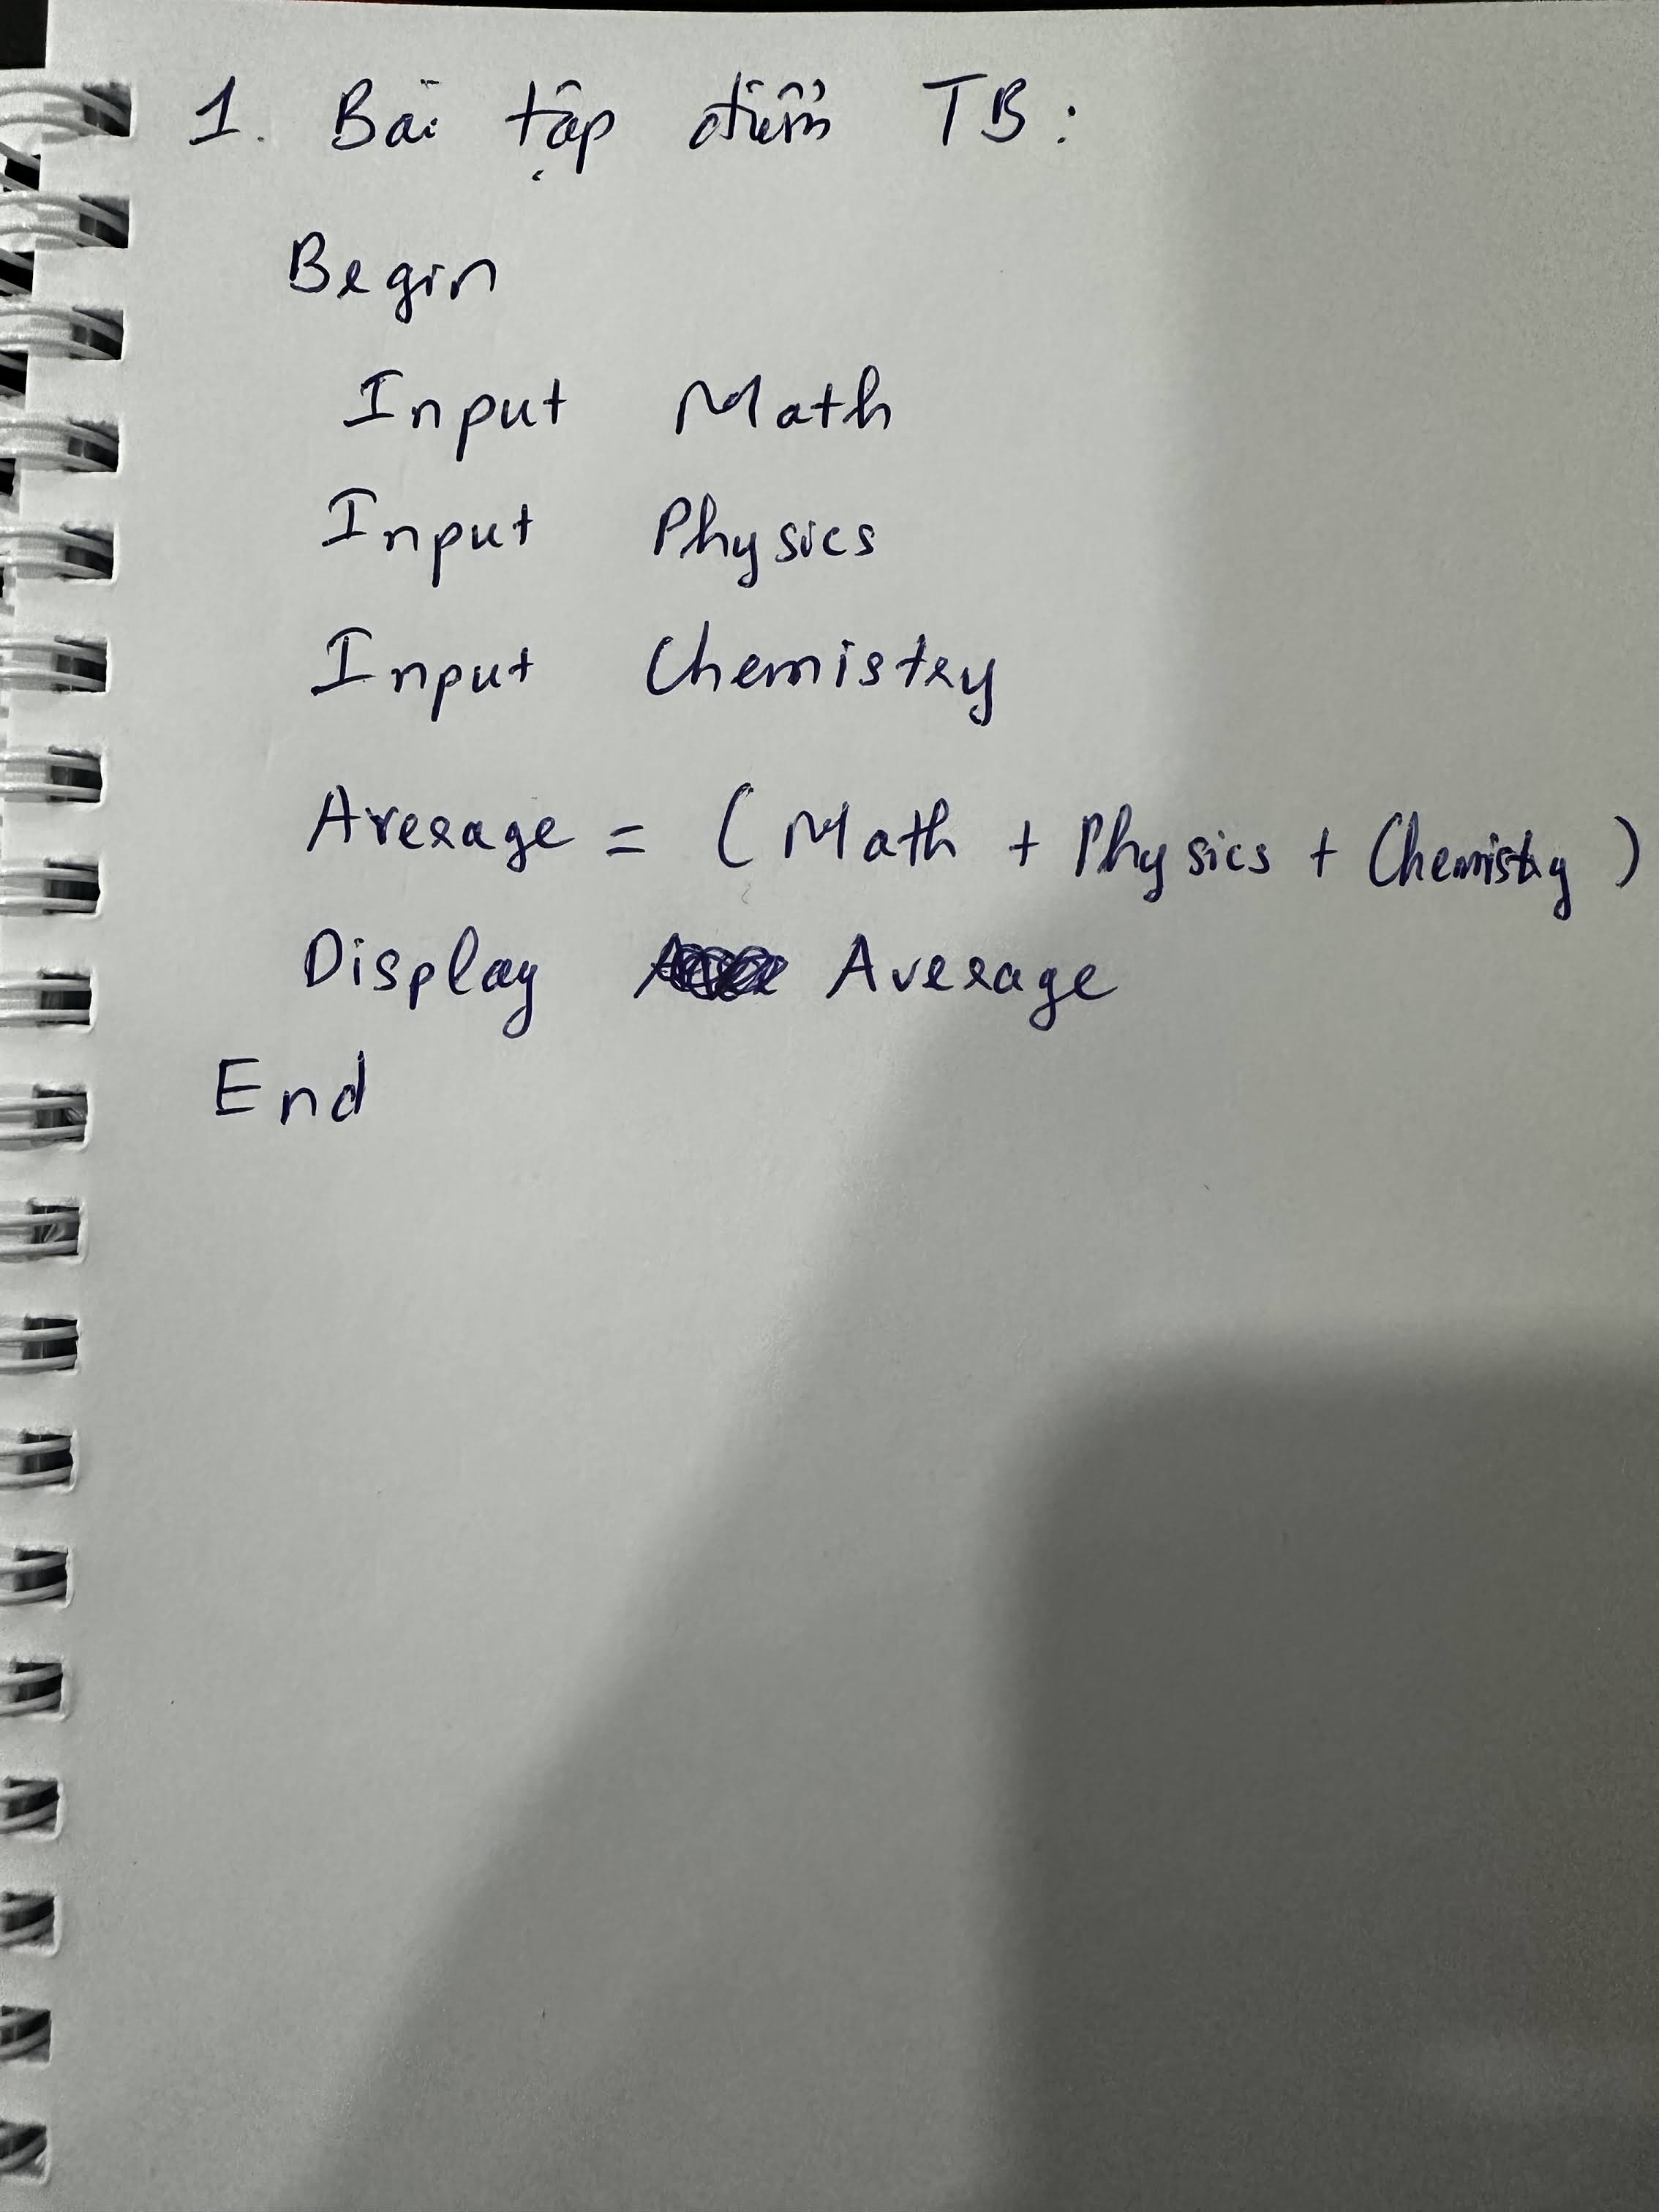 1. Bài tập điểm TB:
Begin
Input Math
Input Physics
Input Chemistry
Average = ( Math + Physics + Chemistry )
Display Average
End